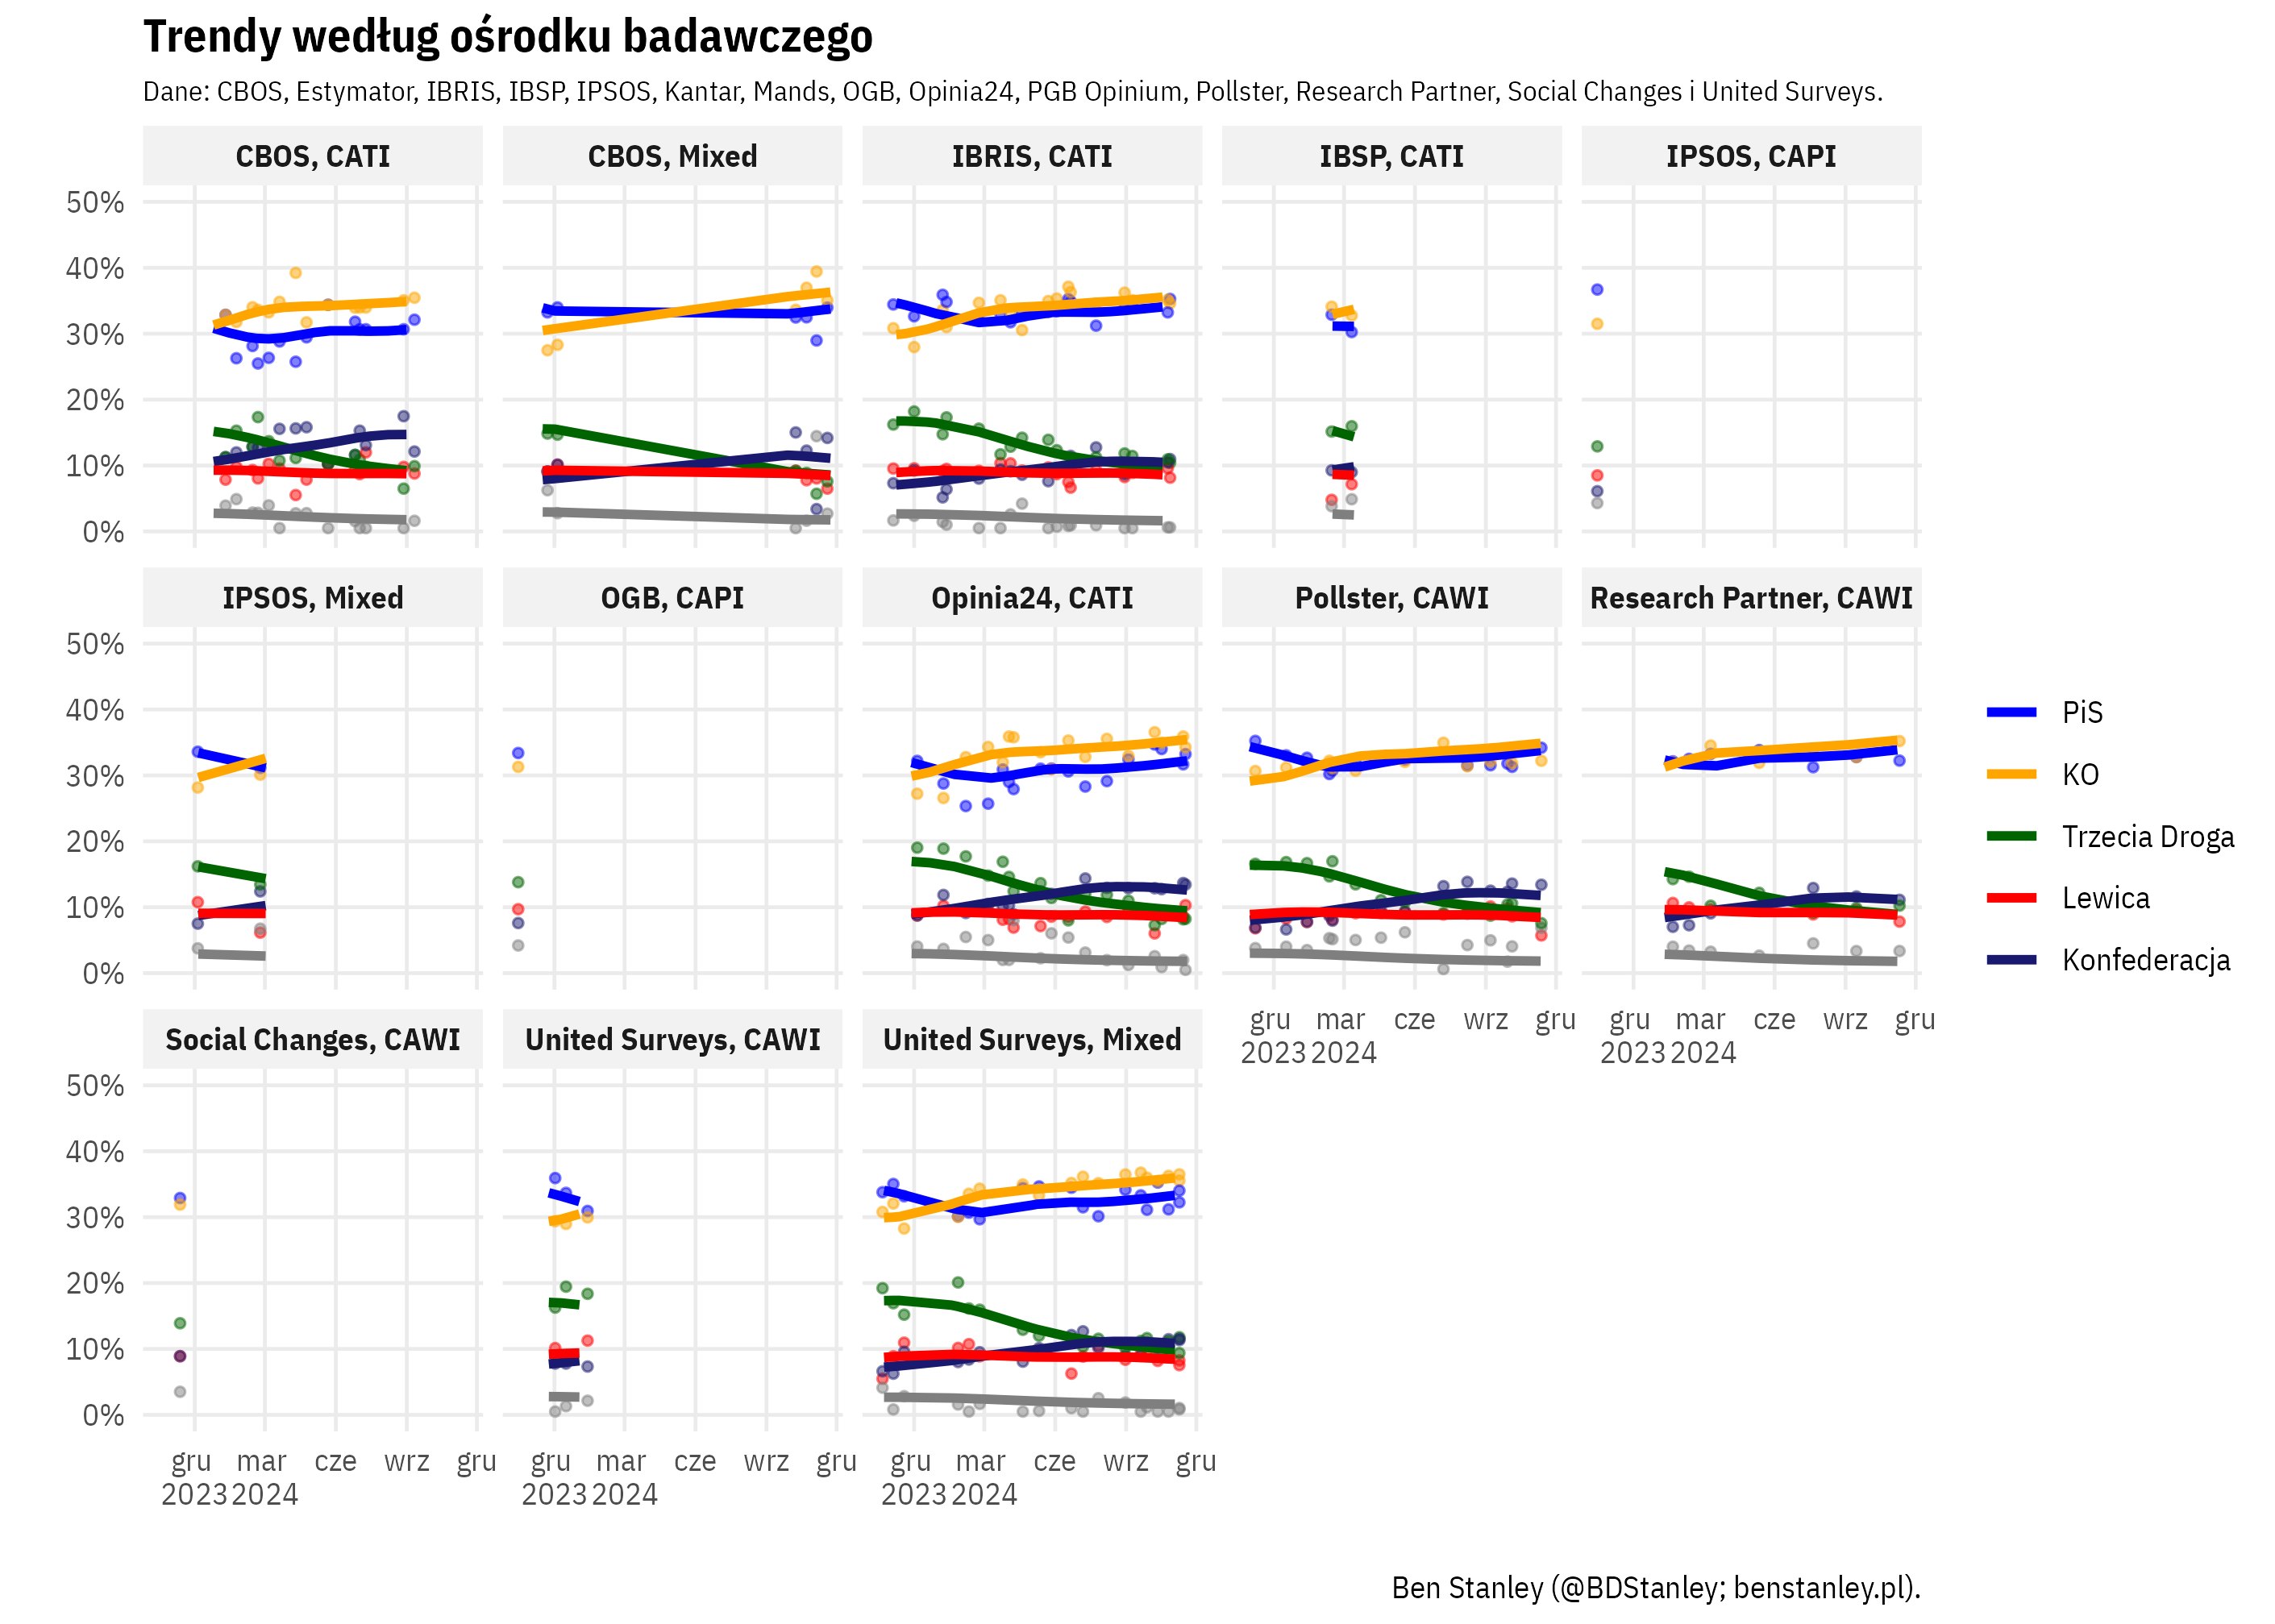 Trendy według ośrodku badawczego
Dane: CBOS, Estymator, IBRIS, IBSP, IPSOS, Kantar, Mands, OGB, Opinia24, PGB Opinium, Pollster, Research Partner, Social Changes i United Surveys.
CBOS, CATI
CBOS, Mixed
IBRIS, CATI
IBSP, CATI
IPSOS, CAPI
50%
40%
30%
20%
10%
0%
IPSOS, Mixed
OGB, CAPI
Opinia24, CATI
Pollster, CAWI
Research Partner, CAWI
50%
40%
30%
20%
10%
0%
PiS
KO
Trzecia Droga
Lewica
Konfederacja
gru mar cze wrz gru
2023 2024
gru mar cze wrz gru
2023 2024
Social Changes, CAWI
United Surveys, CAWI
United Surveys, Mixed
50%
40%
30%
20%
10%
0%
gru mar cze wrz gru
2023 2024
gru mar cze wrz gru
2023 2024
gru mar cze wrz gru
2023 2024
Ben Stanley (@BDStanley; benstanley.pl).